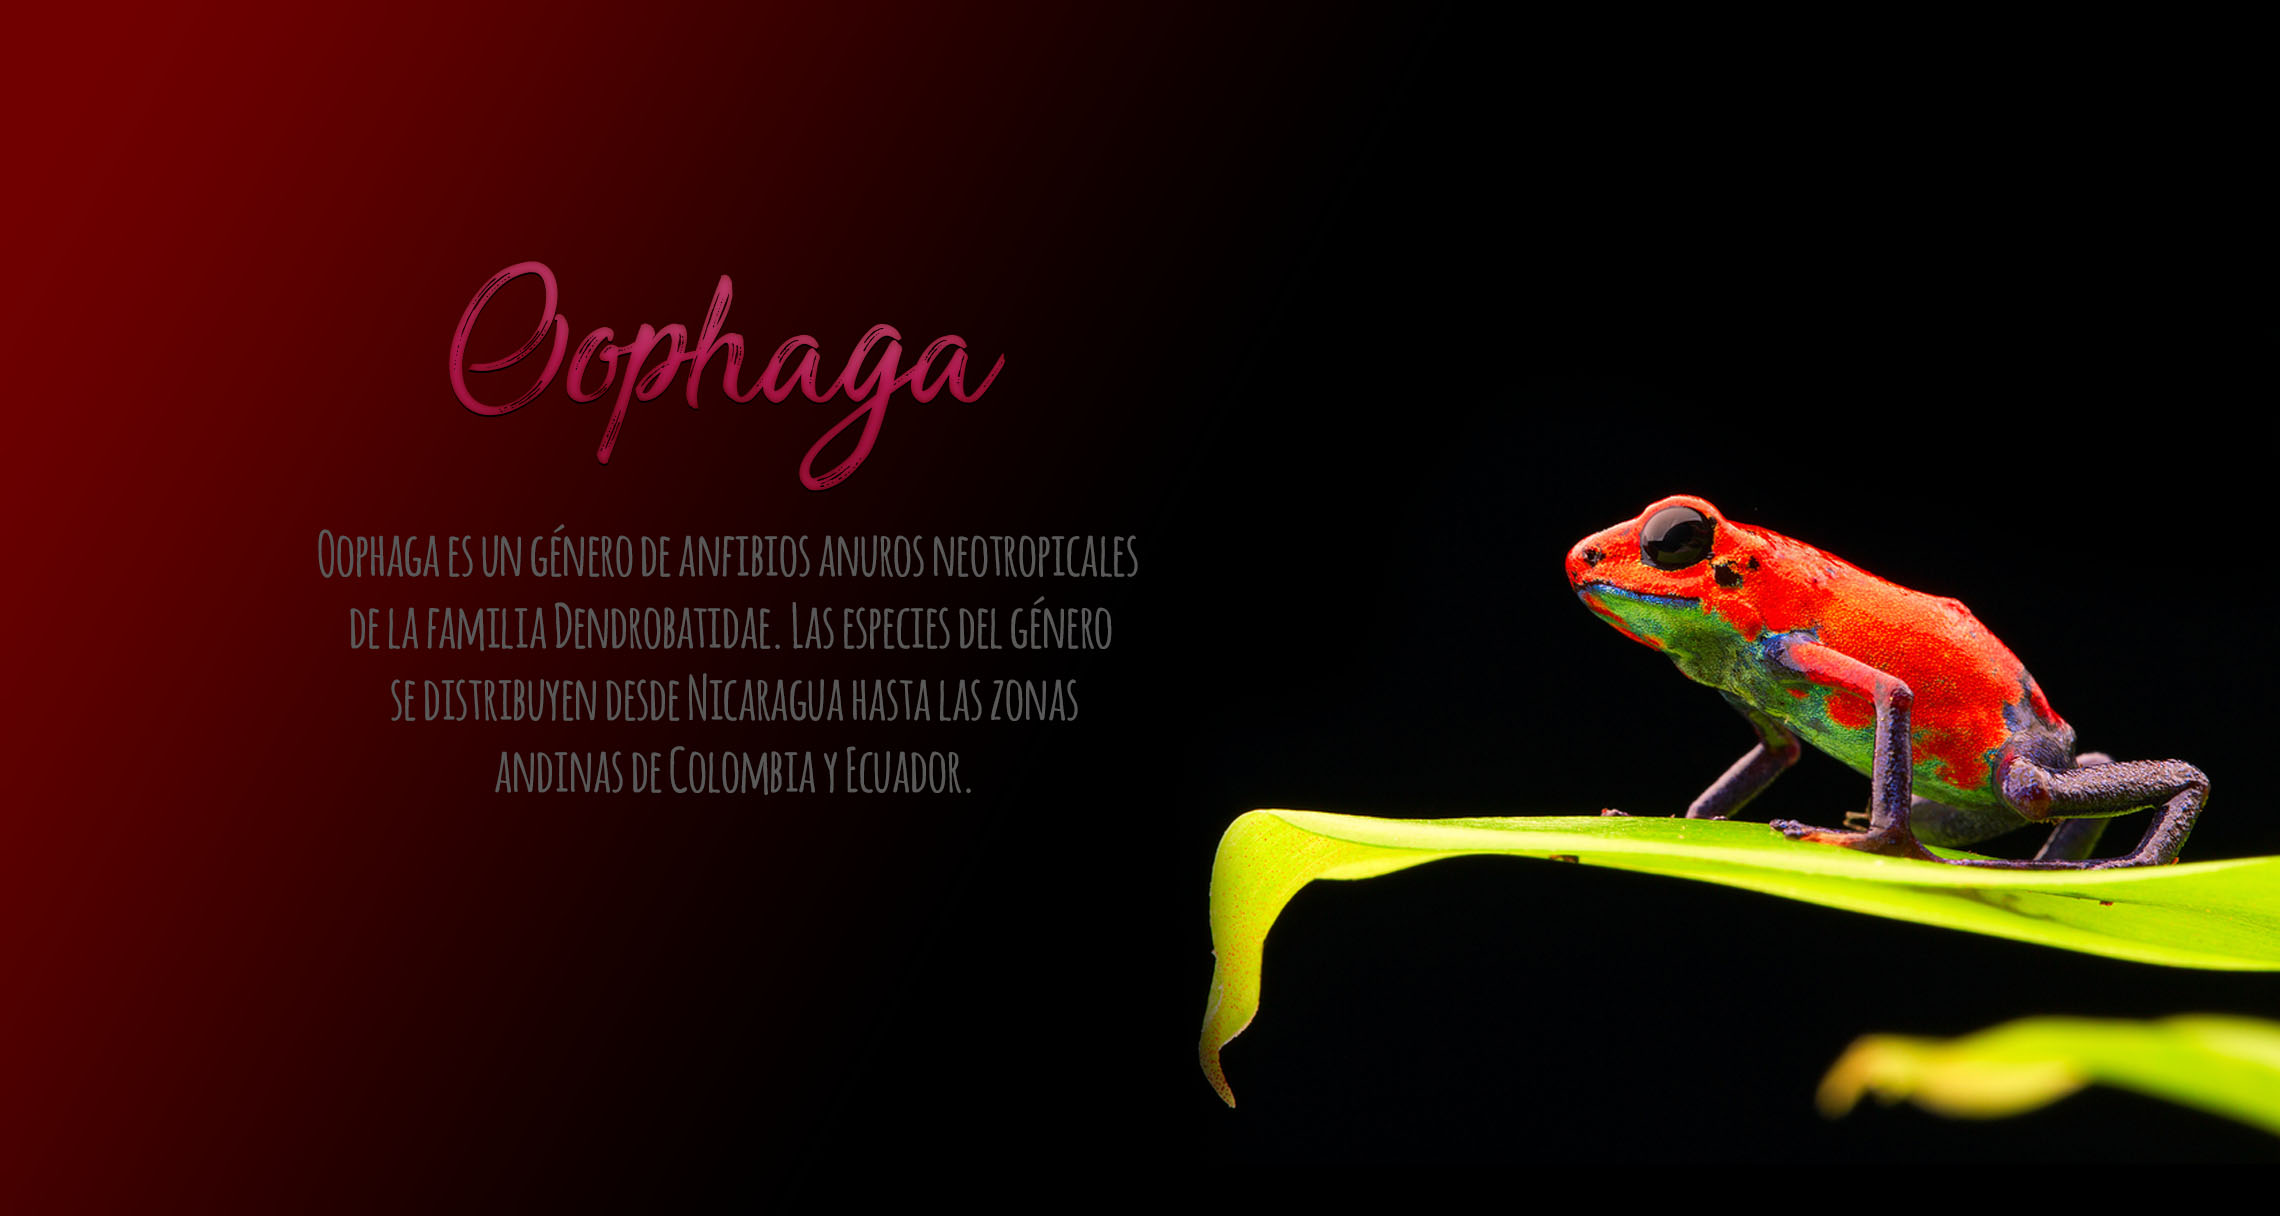 Oophaga
Oophaga es un género de anfibios anuros neotropicales
de la familia Dendrobatidae. Las especies del género
se distribuyen desde Nicaragua hasta las zonas
andinas de Colombia y Ecuador.